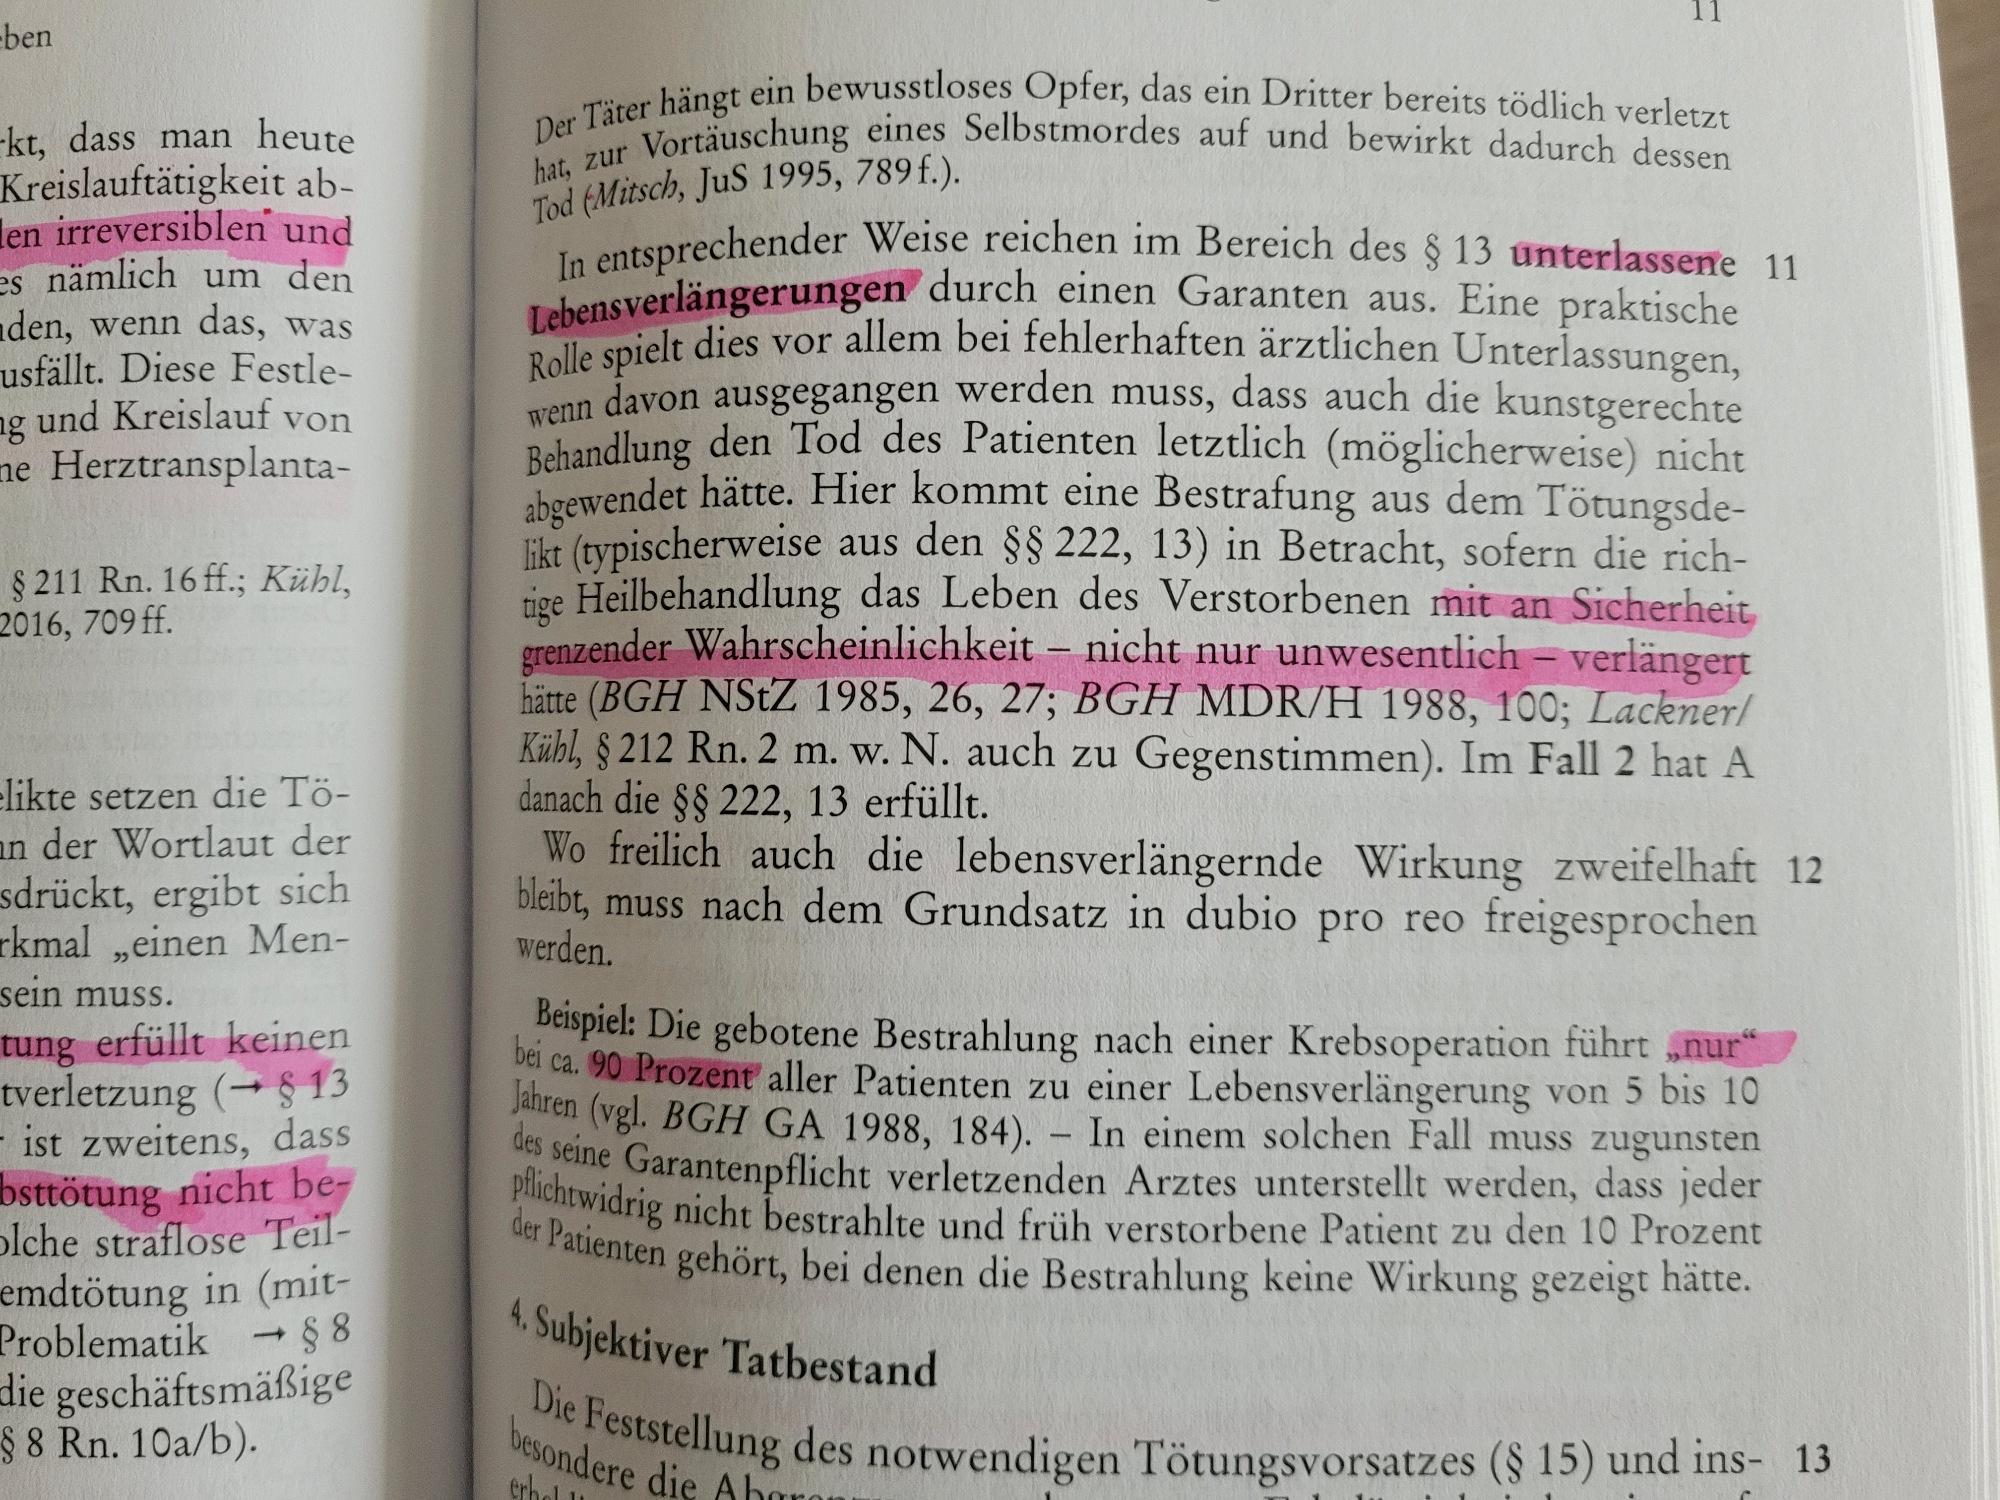 eben
rkt, dass man heute
Kreislauftätigkeit ab-
den irreversiblen und
es nämlich um den
nden, wenn das, was
usfällt. Diese Festle-
ng und Kreislauf von
ne Herztransplanta-
§ 211 Rn. 16 ff.; Kühl,
2016, 709 ff.
elikte setzen die Tö-
nn der Wortlaut der
sdrückt, ergibt sich
rkmal „einen Men-
sein muss.
tung erfüllt keinen
tverletzung (→ § 13
r ist zweitens, dass
bsttötung nicht be-
olche straflose Teil-
emdtötung in (mit-
Problematik → § 8
die geschäftsmäßige
§ 8 Rn. 10a/b).
11
Der Täter hängt ein bewusstloses Opfer, das ein Dritter bereits tödlich verletzt
hat, zur Vortäuschung eines Selbstmordes auf und bewirkt dadurch dessen
Tod (Mitsch, JuS 1995, 789 f.).
In entsprechender Weise reichen im Bereich des § 13 unterlassene 11
Lebensverlängerungen durch einen Garanten aus. Eine praktische
Rolle spielt dies vor allem bei fehlerhaften ärztlichen Unterlassungen,
wenn davon ausgegangen werden muss, dass auch die kunstgerechte
Behandlung den Tod des Patienten letztlich (möglicherweise) nicht
abgewendet hätte. Hier kommt eine Bestrafung aus dem Tötungsde-
likt (typischerweise aus den §§ 222, 13) in Betracht, sofern die rich-
tige Heilbehandlung das Leben des Verstorbenen mit an Sicherheit
grenzender Wahrscheinlichkeit – nicht nur unwesentlich – verlängert
hätte (BGH NStZ 1985, 26, 27; BGH MDR/H 1988, 100; Lackner/
Kühl, § 212 Rn. 2 m. w. N. auch zu Gegenstimmen). Im Fall 2 hat A
danach die §§ 222, 13 erfüllt.
Wo freilich auch die lebensverlängernde Wirkung zweifelhaft 12
bleibt, muss nach dem Grundsatz in dubio pro reo freigesprochen
werden.
Beispiel: Die gebotene Bestrahlung nach einer Krebsoperation führt „nur“
bei ca. 90 Prozent aller Patienten zu einer Lebensverlängerung von 5 bis 10
Jahren (vgl. BGH GA 1988, 184). – In einem solchen Fall muss zugunsten
des seine Garantenpflicht verletzenden Arztes unterstellt werden, dass jeder
pflichtwidrig nicht bestrahlte und früh verstorbene Patient zu den 10 Prozent
der Patienten gehört, bei denen die Bestrahlung keine Wirkung gezeigt hätte.
4. Subjektiver Tatbestand
Die Feststellung des notwendigen Tötungsvorsatzes (§ 15) und ins- 13
besondere die